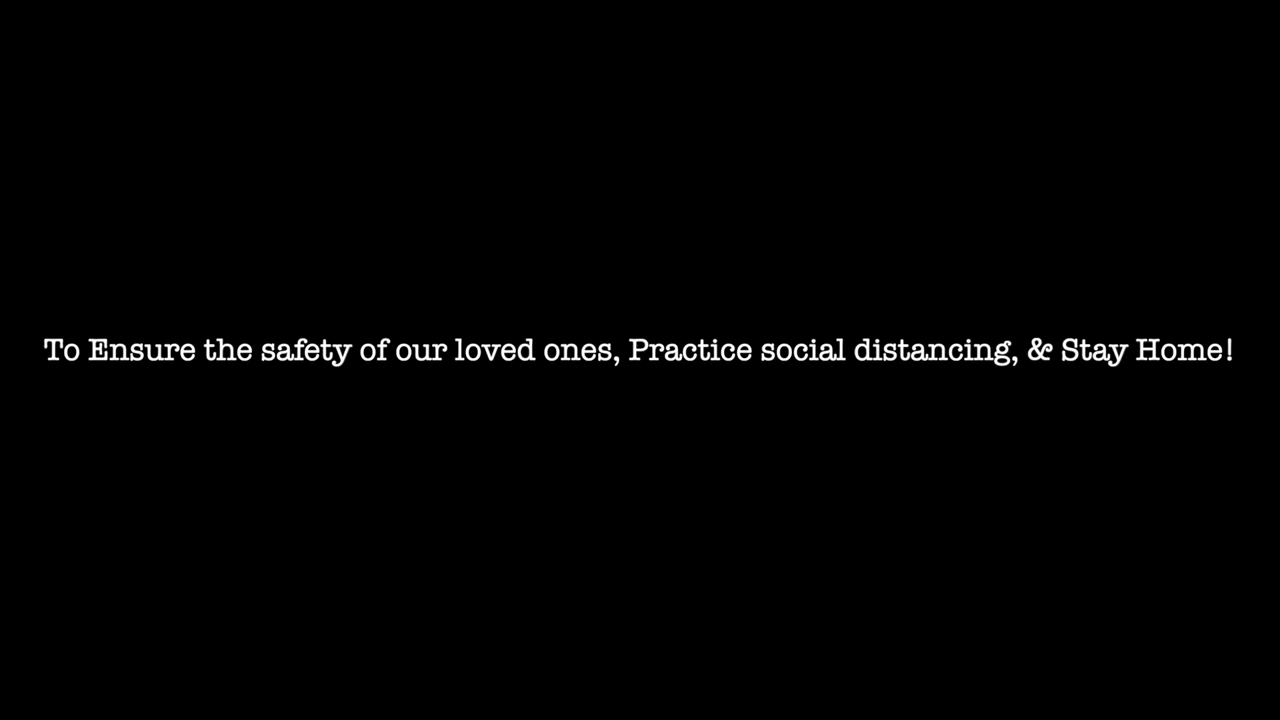 To Ensure the safety of our loved ones, Practice social distancing, & Stay Home!